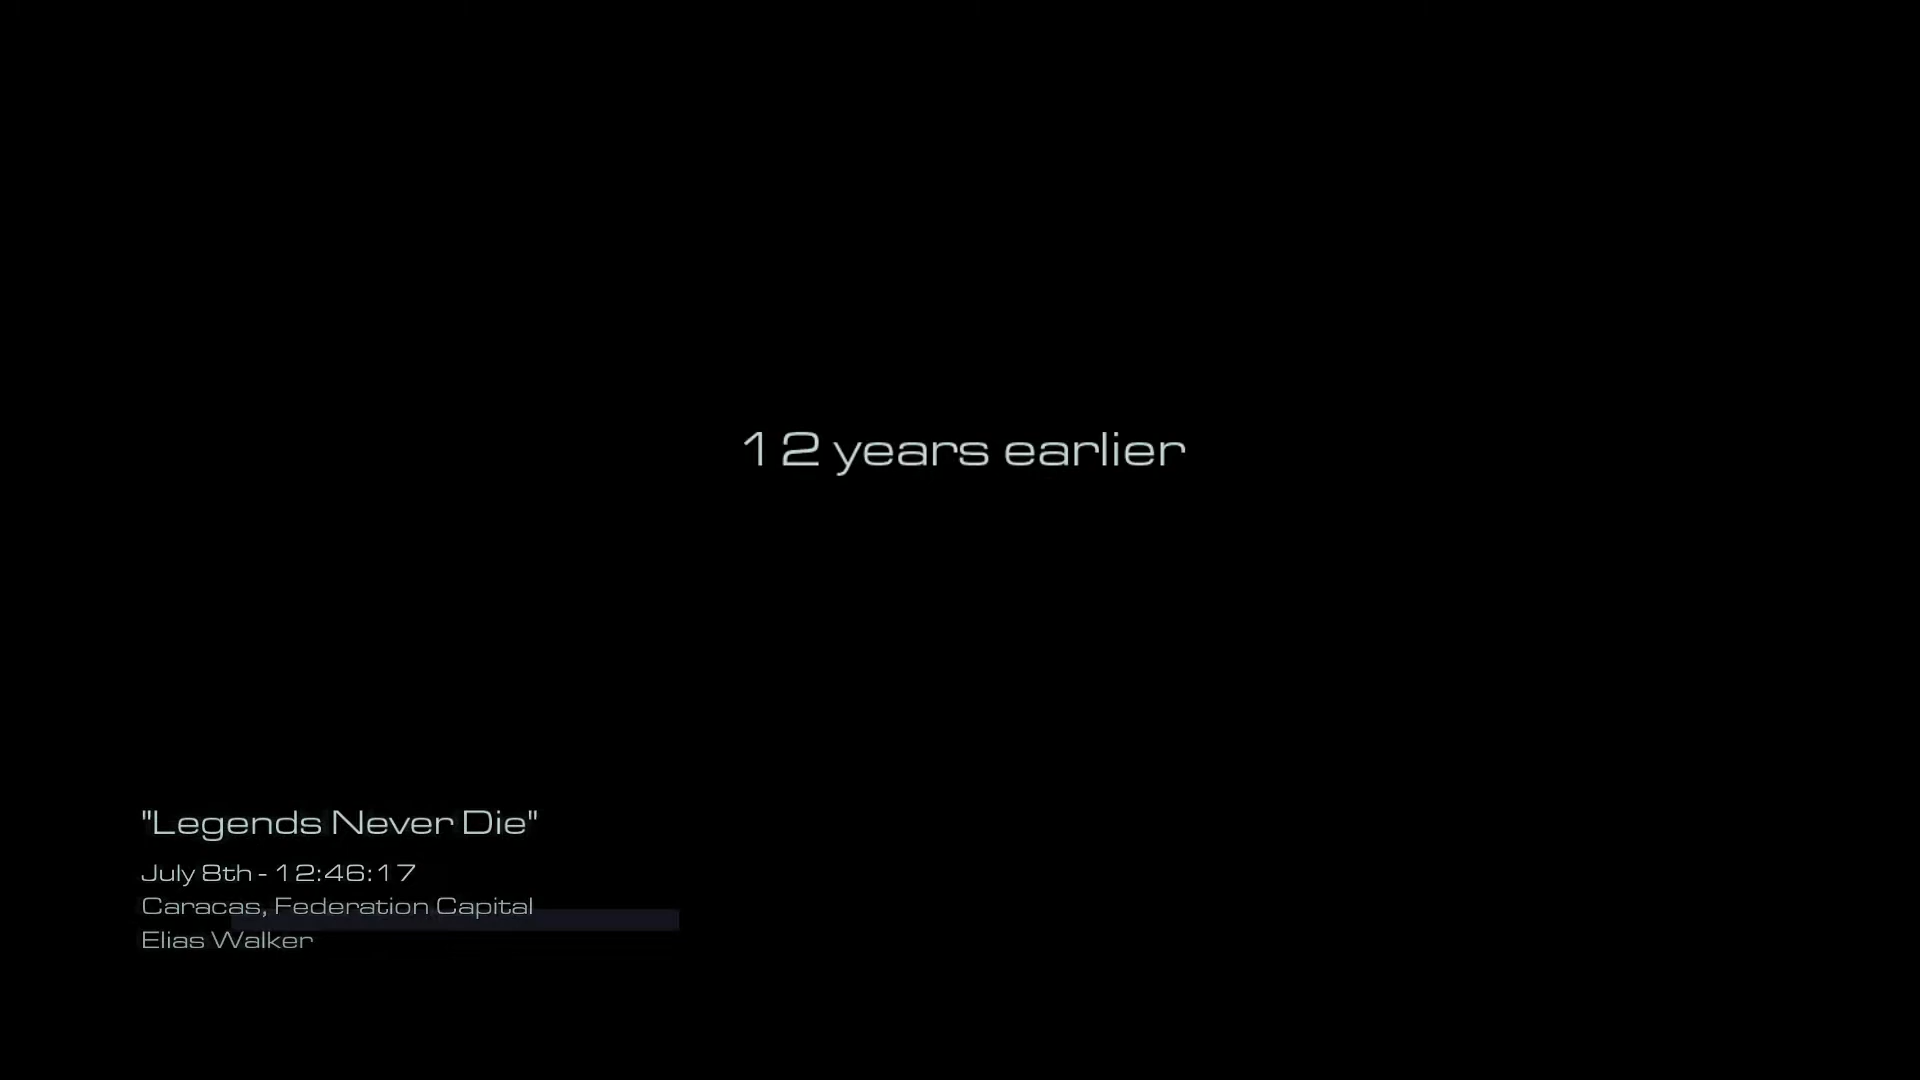 12 years earlier
"Legends Never Die"
July 8th - 12:46:17
Caracas, Federation Capital
Elias Walker